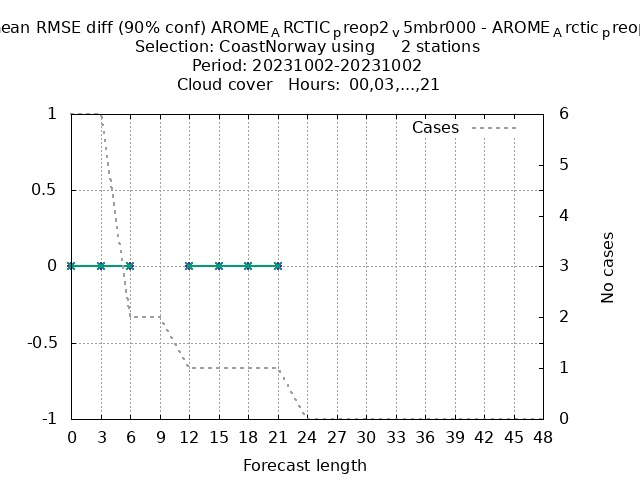 ean RMSE diff (90% conf) AROME_ARCTIC_preop2_v5mbr000 - AROME_Arctic_preop
Selection: CoastNorway using 2 stations
Period: 20231002-20231002
Cloud cover Hours: 00,03,...,21
Cases
1
0.5
0
-0.5
-1
6
5
4
3
2
1
0
No cases
0 3 6 9 12 15 18 21 24 27 30 33 36 39 42 45 48
Forecast length